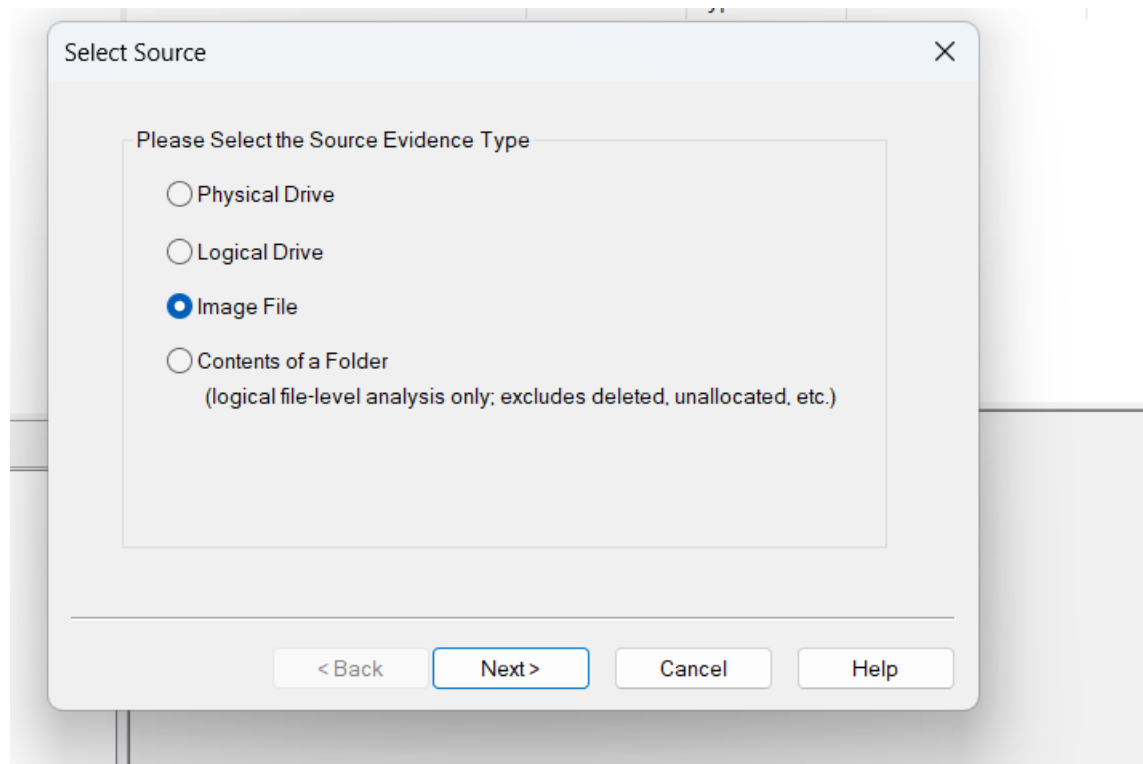 Select Source
Please Select the Source Evidence Type
Physical Drive
Logical Drive
Image File
Contents of a Folder
(logical file-level analysis only; excludes deleted, unallocated, etc.)
< Back Next > Cancel Help